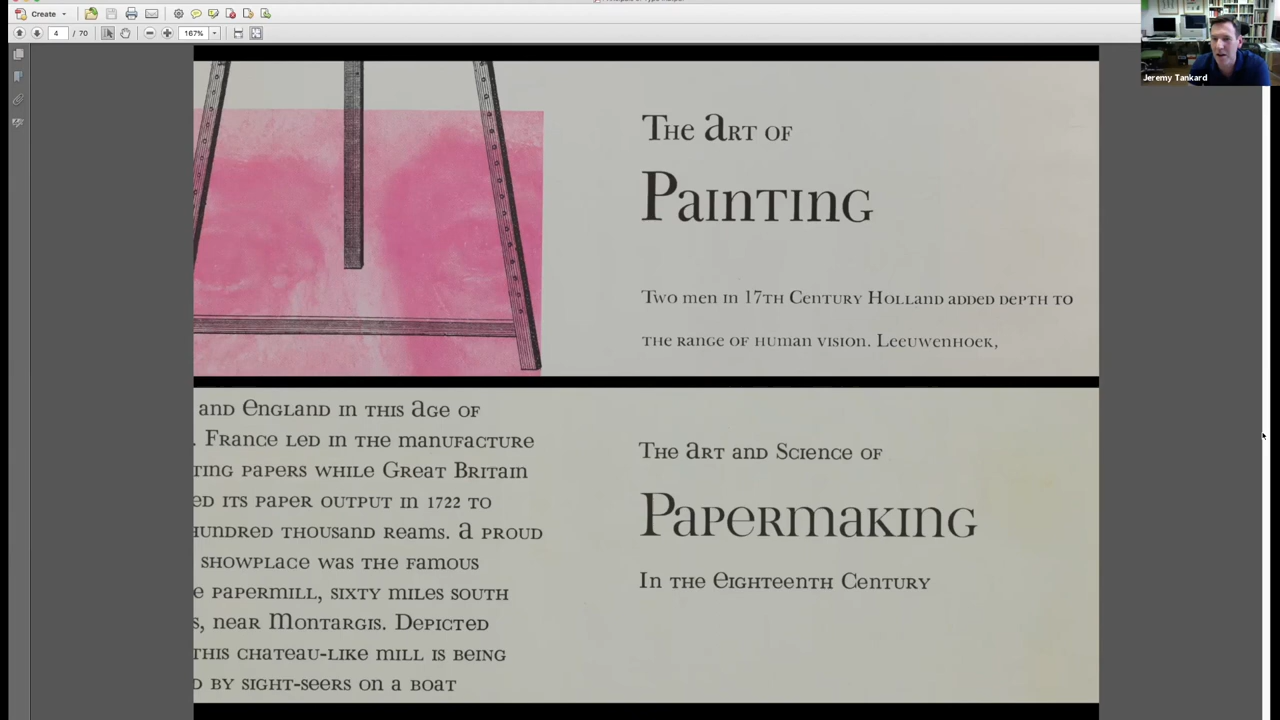 Create
4 / 70
167%
Jeremy Tankard
The Art of
Painting
Two men in 17th Century Holland added depth to
the range of human vision. Leeuwenhoek,
and England in this Age of
. France led in the manufacture
ting papers while Great Britain
ed its paper output in 1722 to
hundred thousand reams. A proud
showplace was the famous
e papermill, sixty miles south
s, near Montargis. Depicted
this chateau-like mill is being
d by sight-seers on a boat
The Art and Science of
Papermaking
In the Eighteenth Century